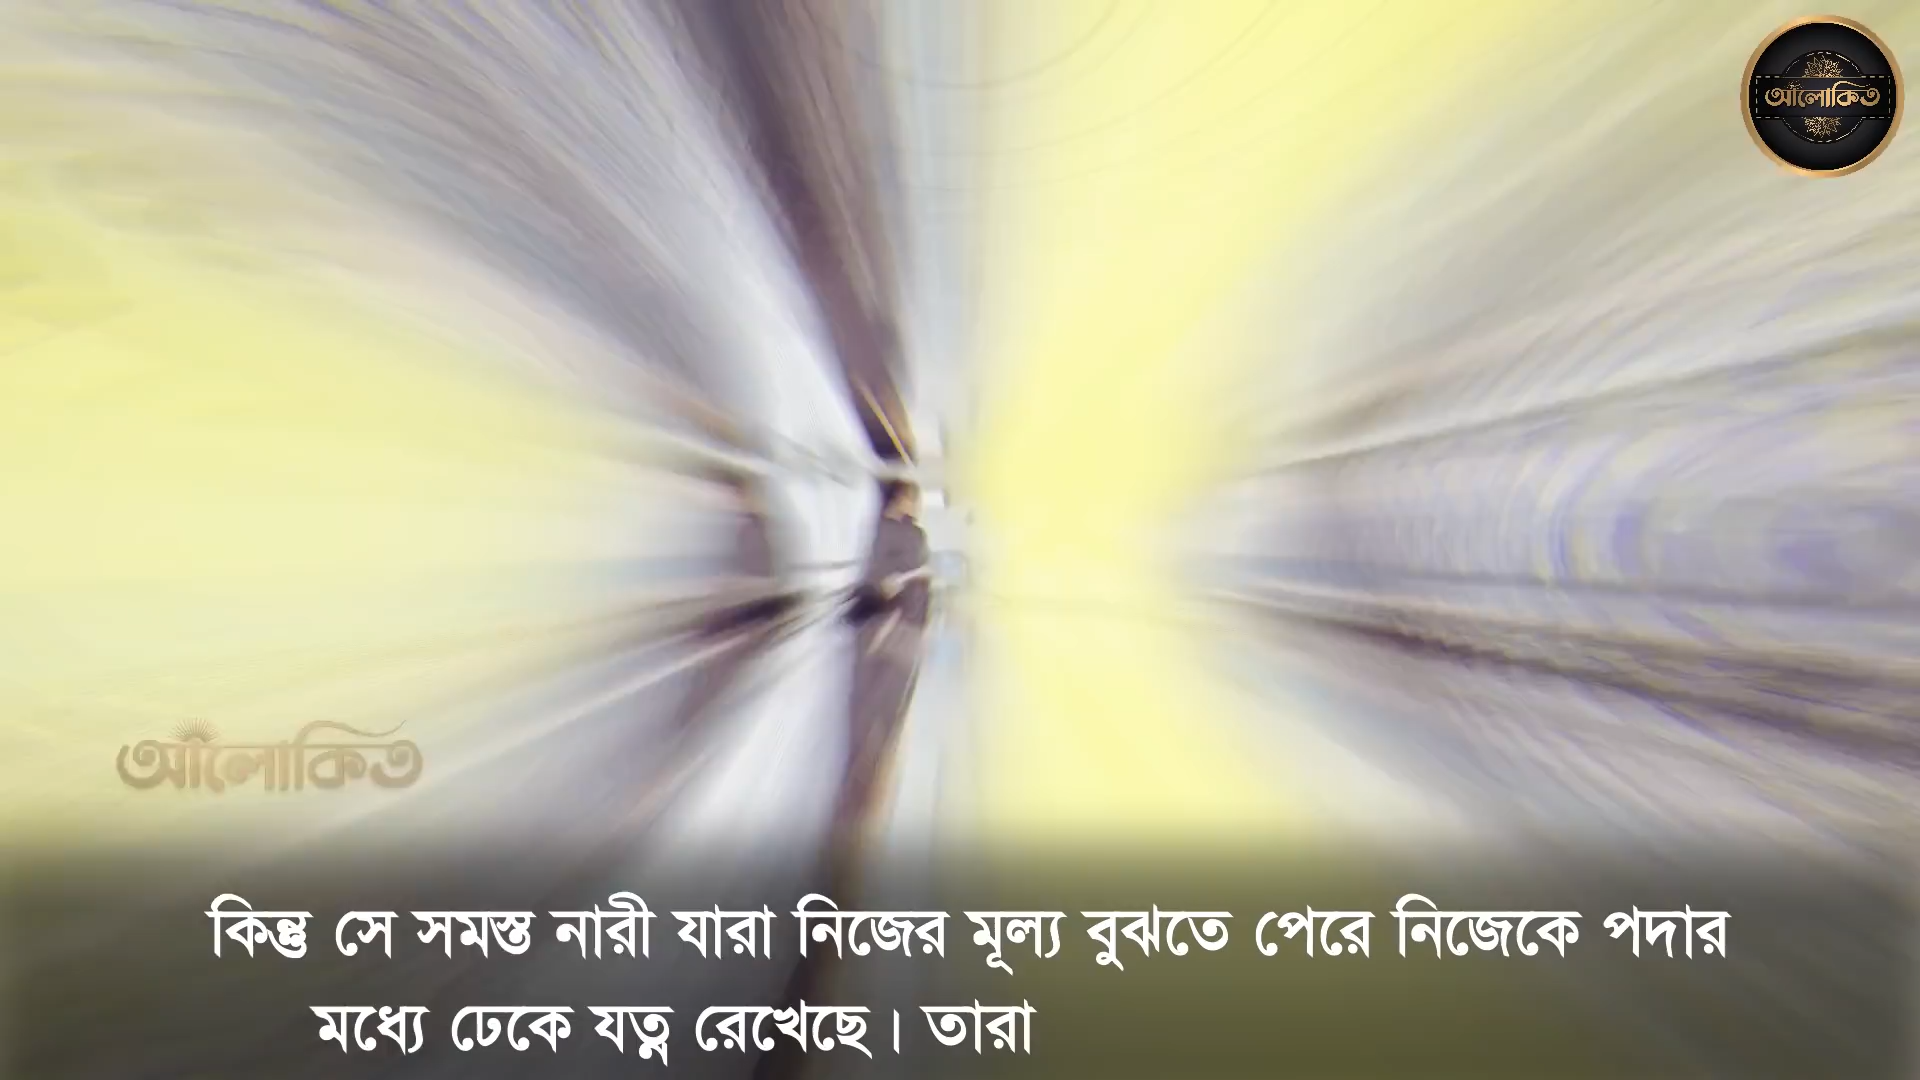 আলোকিত
আলোকিত
কিন্তু সে সমস্ত নারী যারা নিজের মূল্য বুঝতে পেরে নিজেকে পদার
মধ্যে ঢেকে যত্ন রেখেছে। তারা